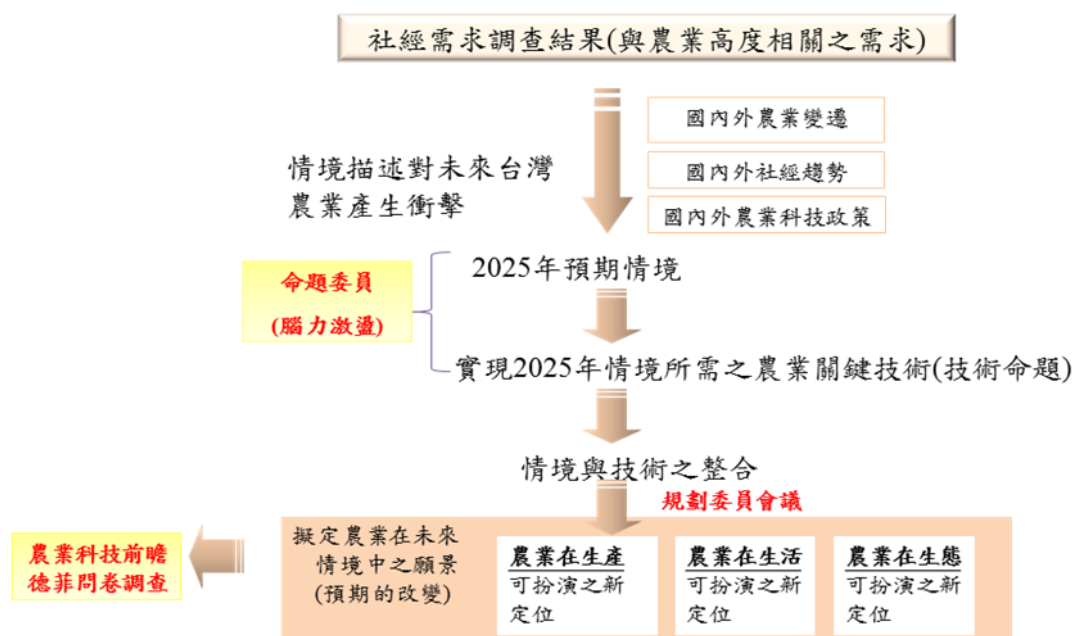 社經需求調查結果(與農業高度相關之需求)
國內外農業變遷
情境描述對未來台灣
農業產生衝擊
國內外社經趨勢
國內外農業科技政策
2025年預期情境
命題委員
(腦力激盪)
實現2025年情境所需之農業關鍵技術(技術命題)
情境與技術之整合
規劃委員會議
擬定農業在未來
情境中之願景
(預期的改變)
農業在生產
可扮演之新
定位
農業在生活
可扮演之新
定位
農業在生態
可扮演之新
定位
農業科技前瞻
德菲問卷調查